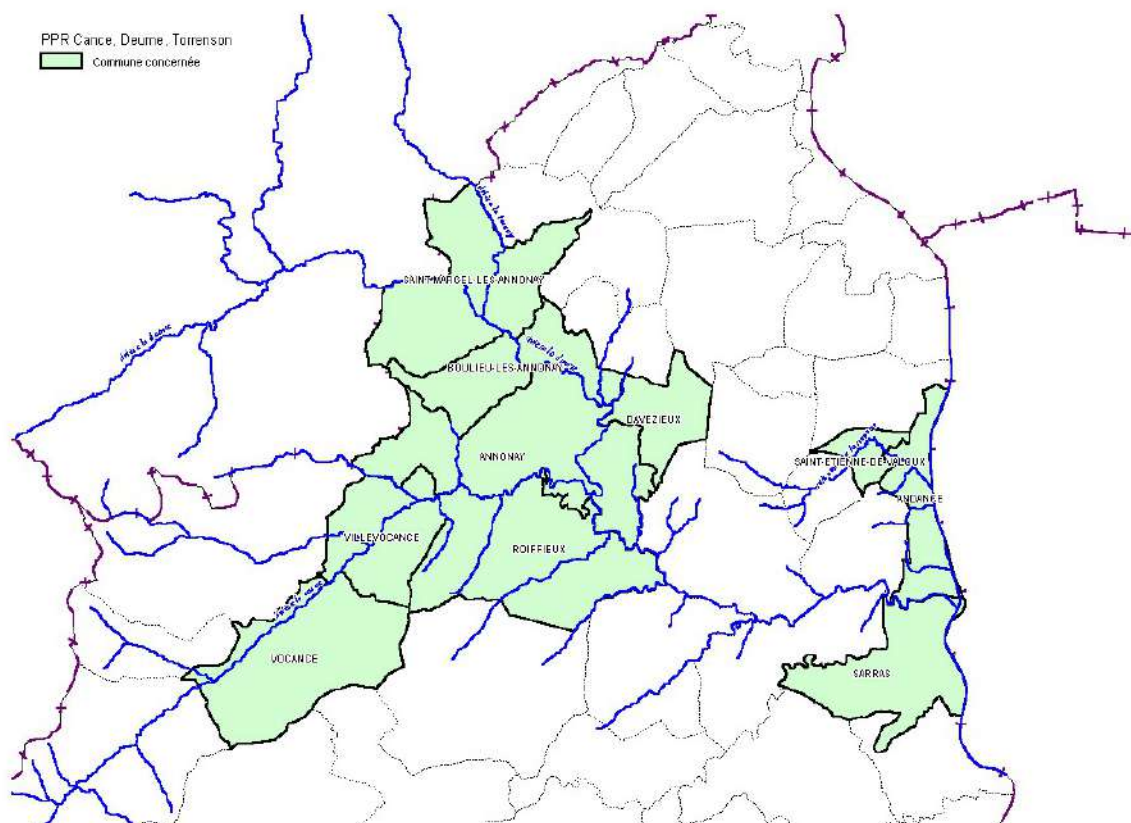 PPR Cance, Deume, Torrenson
Commune concernée
SAINT-MARCEL-LES-ANNONAY
BOULIEU-LES-ANNONAY
DAVEZIEUX
ANNONAY
SAINT-ETIENNE-DE-VALOUX
ANDANCE
VILLEVOCANCE
ROIFFIEUX
VOCANCE
SARRAS